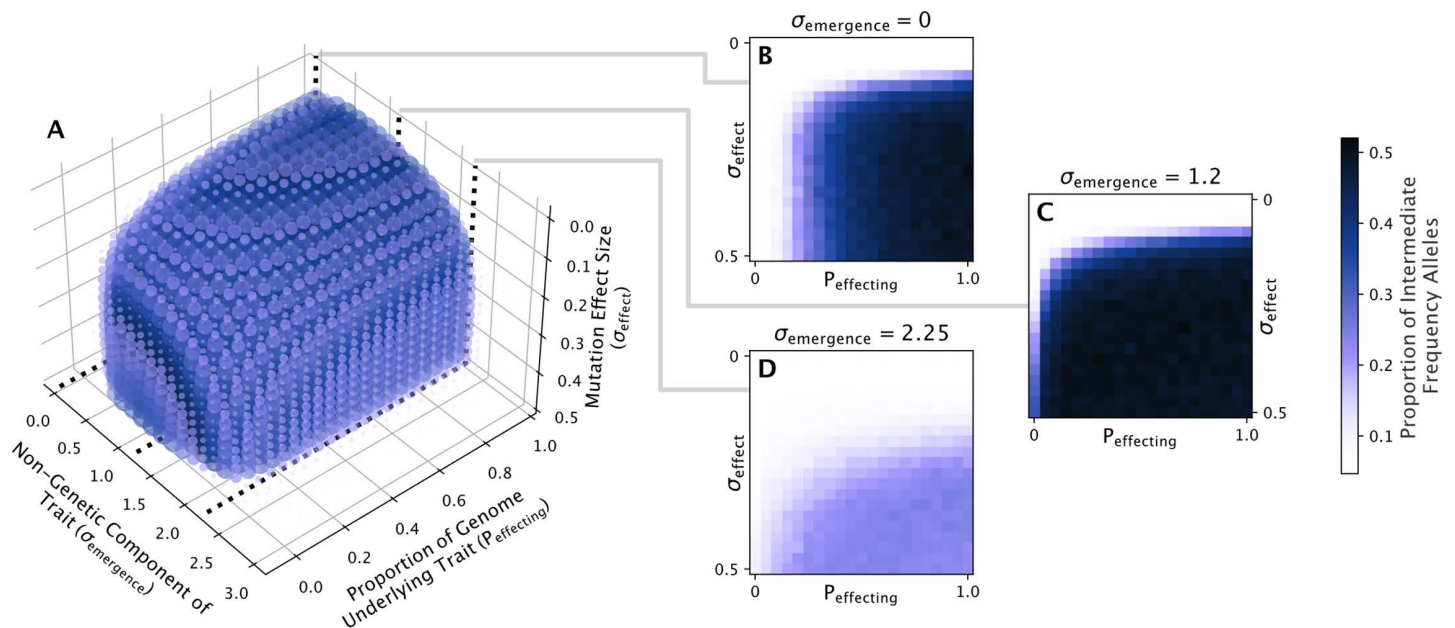 A
0.0
0.1
0.2
0.3
0.4
0.5
Mutation Effect Size
(σeffect)
0.0
0.5
1.0
1.5
2.0
2.5
3.0
Non-Genetic Component of
Trait (σemergence)
0.0
0.2
0.4
0.6
0.8
1.0
Proportion of Genome
Underlying Trait (Peffecting)
σemergence = 0
B
0
σeffect
0.5
0
Peffecting
1.0
σemergence = 1.2
C
0
σeffect
0.5
0
Peffecting
1.0
σemergence = 2.25
D
0
σeffect
0.5
0
Peffecting
1.0
0.5
0.4
0.3
0.2
0.1
Proportion of Intermediate
Frequency Alleles